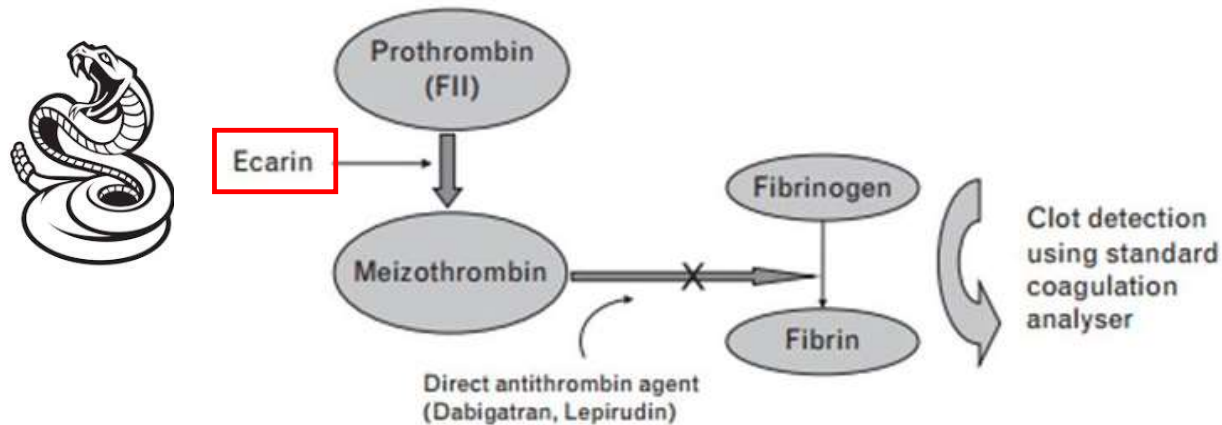 Prothrombin
(FII)
Ecarin
Fibrinogen
Meizothrombin
X
Clot detection
using standard
coagulation
analyser
Fibrin
Direct antithrombin agent
(Dabigatran, Lepirudin)